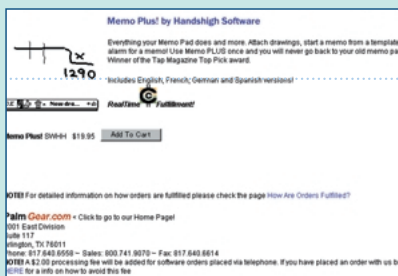 Memo Plus! by Handshigh Software
Everything your Memo Pad does and more. Attach drawings, start a memo from a template
alarm for a memo! Use Memo PLUS once and you will never go back to your old memo pa
Winner of the Tap Magazine Top Pick award.
x
1290
Includes English, French, German and Spanish versions!
New dra...
RealTime Fulfillment!
Memo Plus! SWHH $19.95 Add To Cart
NOTE! For detailed information on how orders are fulfilled please check the page How Are Orders Fulfilled?
Palm Gear.com - Click to go to our Home Page!
2001 East Division
Suite 117
Arlington, TX 76011
Phone: 817.640.6558 ~ Sales: 800.741.9070 ~ Fax: 817.640.6614
NOTE! A $2.00 processing fee will be added for software orders placed via telephone. If you have placed an order with us b
HERE for a info on how to avoid this fee